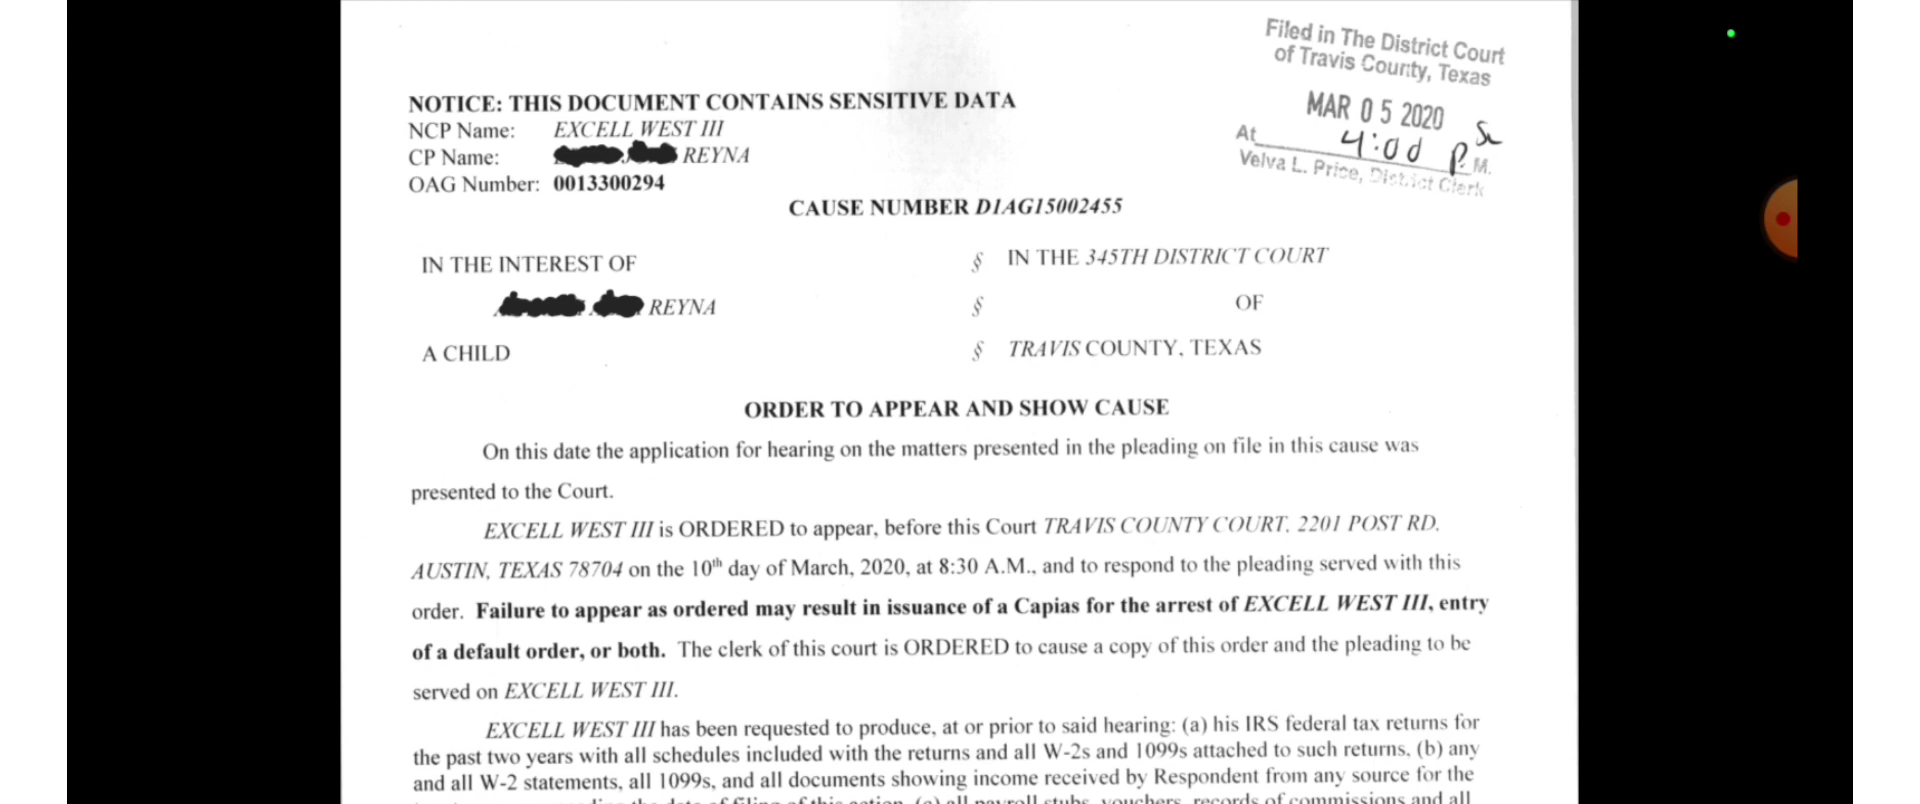 Filed in The District Court
of Travis County, Texas
MAR 05 2020
At 4:00 P.M.
Velva L. Price, District Clerk
NOTICE: THIS DOCUMENT CONTAINS SENSITIVE DATA
NCP Name: EXCELL WEST III
CP Name: REYNA
OAG Number: 0013300294
CAUSE NUMBER D1AG15002455
IN THE INTEREST OF § IN THE 345TH DISTRICT COURT
REYNA § OF
A CHILD § TRAVIS COUNTY, TEXAS
ORDER TO APPEAR AND SHOW CAUSE
On this date the application for hearing on the matters presented in the pleading on file in this cause was
presented to the Court.
EXCELL WEST III is ORDERED to appear, before this Court TRAVIS COUNTY COURT, 2201 POST RD,
AUSTIN, TEXAS 78704 on the 10th day of March, 2020, at 8:30 A.M., and to respond to the pleading served with this
order. Failure to appear as ordered may result in issuance of a Capias for the arrest of EXCELL WEST III, entry
of a default order, or both. The clerk of this court is ORDERED to cause a copy of this order and the pleading to be
served on EXCELL WEST III.
EXCELL WEST III has been requested to produce, at or prior to said hearing: (a) his IRS federal tax returns for
the past two years with all schedules included with the returns and all W-2s and 1099s attached to such returns, (b) any
and all W-2 statements, all 1099s, and all documents showing income received by Respondent from any source for the